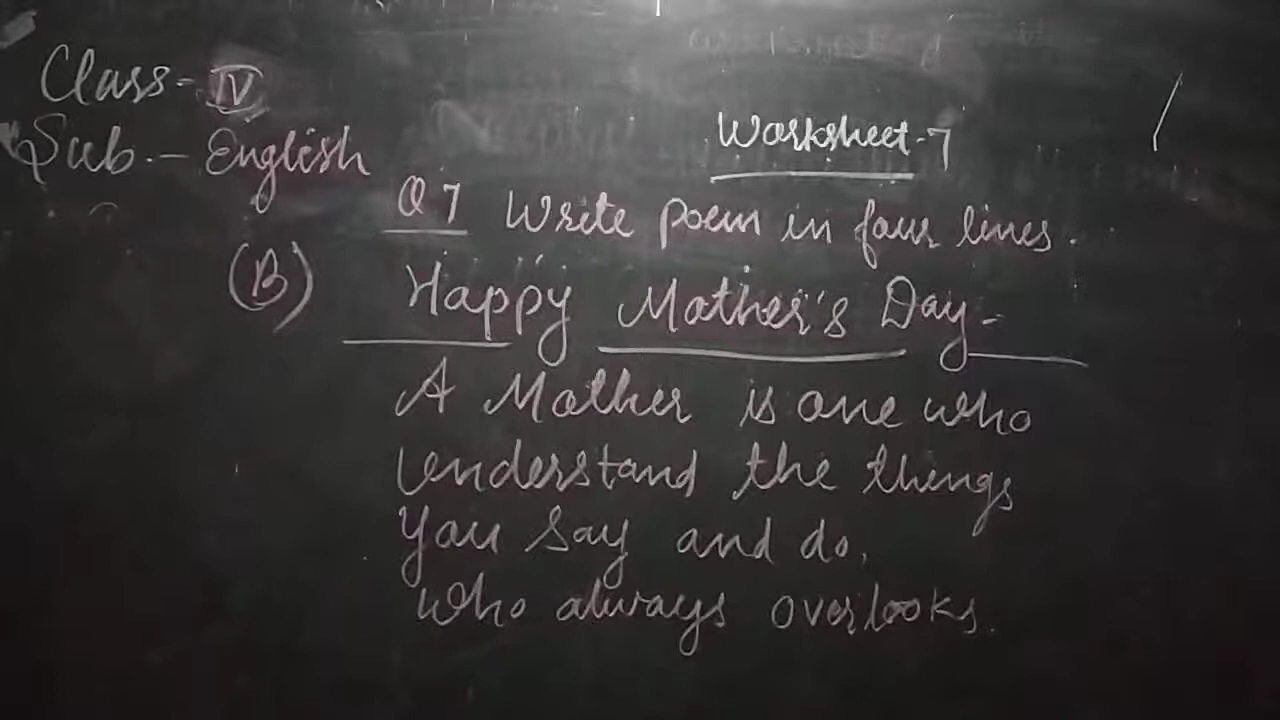 Class - IV
Sub. - English
Worksheet-7
Q 7 Write poem in four lines.
(B) Happy Mother's Day -
A Mother is one who
understand the things
you say and do,
who always overlooks.